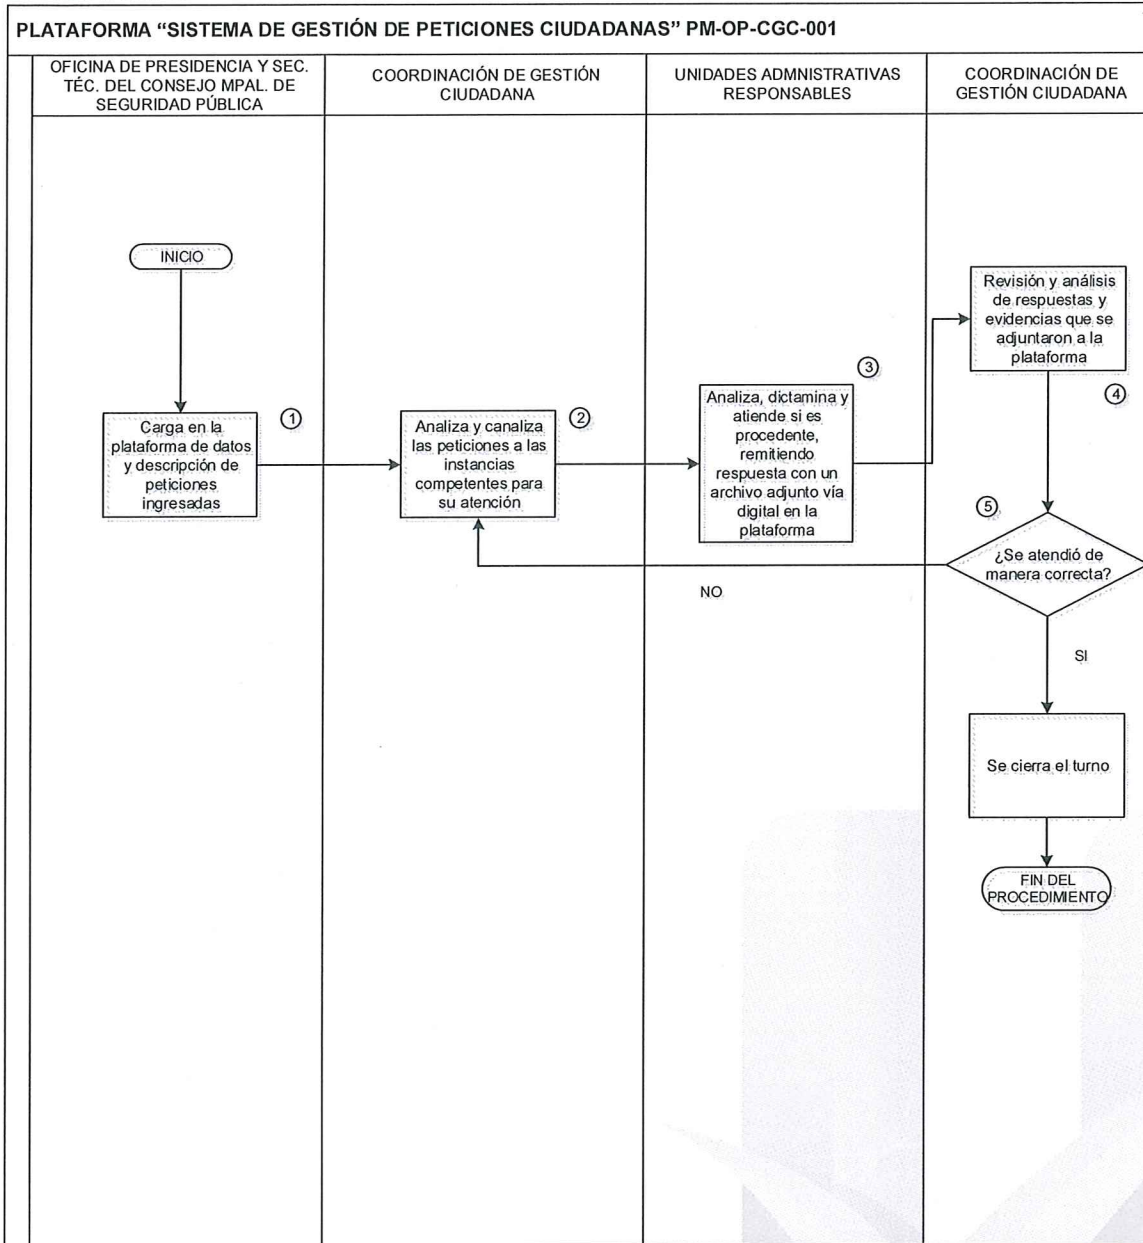 PLATAFORMA “SISTEMA DE GESTIÓN DE PETICIONES CIUDADANAS” PM-OP-CGC-001
OFICINA DE PRESIDENCIA Y SEC.
TÉC. DEL CONSEJO MPAL. DE
SEGURIDAD PÚBLICA
COORDINACIÓN DE GESTIÓN
CIUDADANA
UNIDADES ADMNISTRATIVAS
RESPONSABLES
COORDINACIÓN DE
GESTIÓN CIUDADANA
INICIO
1
Carga en la
plataforma de datos
y descripción de
peticiones
ingresadas
2
Analiza y canaliza
las peticiones a las
instancias
competentes para
su atención
3
Analiza, dictamina y
atiende si es
procedente,
remitiendo
respuesta con un
archivo adjunto vía
digital en la
plataforma
Revisión y análisis
de respuestas y
evidencias que se
adjuntaron a la
plataforma
4
5
¿Se atendió de
manera correcta?
NO
SI
Se cierra el turno
FIN DEL
PROCEDIMIENTO